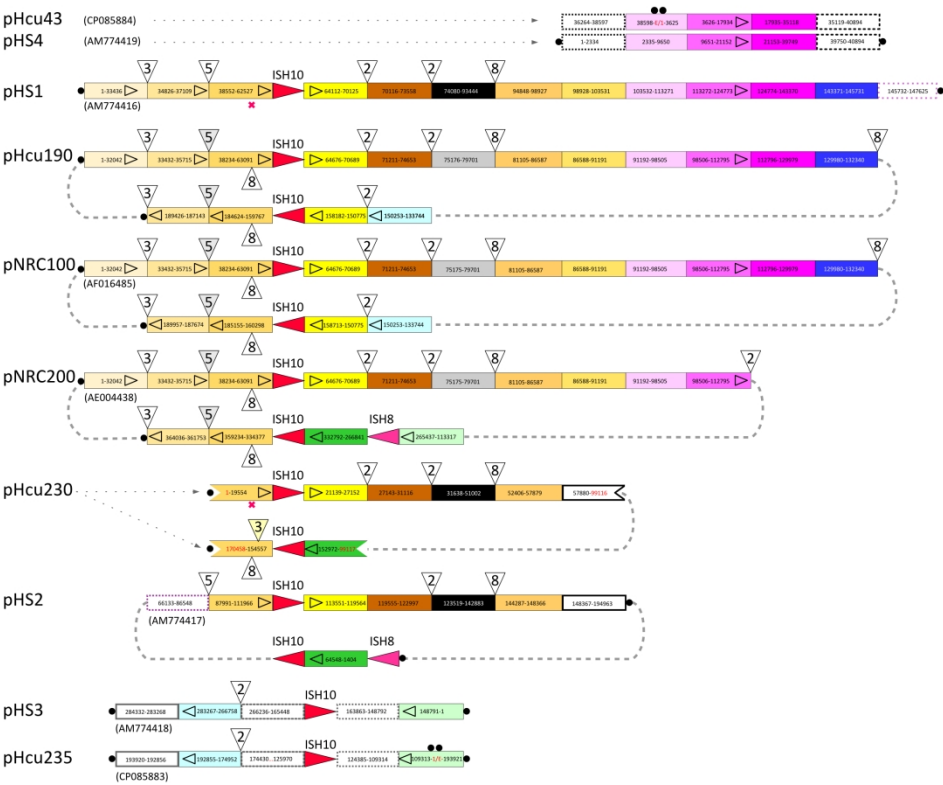 pHcu43 (CP085884) 36264-38597 38598-E/1-3625 3626-17934
pHS4 (AM774419) 1-2334 2335-9650 9651-21152 39750-40894
35119-40894
3 5 ISH10 2 2 8
pHS1 1-33436 34826-37109 38552-62527 64112-70125 70116-73558 74080-93444 94848-98927 98928-103531 103532-113271 113272-124773 124774-143370 143371-145731 145732-147625
(AM774416)
3 5 ISH10 2 2 8 8
pHcu190 1-32042 33432-35715 38234-63091 64676-70689 71211-74653 75176-79701 81105-86587 86588-91191 91192-98505 98506-112795 112796-129979 129980-132340
8
3 5 ISH10 2
189426-187143 184624-159767 158182-150775 150253-133744
8
3 5 ISH10 2 2 8 8
pNRC100 1-32042 33432-35715 38234-63091 64676-70689 71211-74653 75175-79701 81105-86587 86588-91191 91192-98505 98506-112795 112796-129979 129980-132340
(AF016485)
8
3 5 ISH10 2
189957-187674 185155-160298 158713-150775 150253-133744
8
3 5 ISH10 2 2 8 2
pNRC200 1-32042 33432-35715 38234-63091 64676-70689 71211-74653 75175-79701 81105-86587 86588-91191 91192-98505 98506-112795
(AE004438)
8
3 5 ISH10 ISH8
364036-361753 359234-334377 332792-266841 265437-113317
8
ISH10 2 2 8
pHcu230 1-19554 21139-27152 27143-31116 31638-51002 52406-57879 57880-99116
3 ISH10
170458-154557 152972-99117
8
5 ISH10 2 8
pHS2 66133-86548 87991-111966 113551-119564 119555-122997 123519-142883 144287-148366 148367-194963
(AM774417)
ISH10 ISH8
64548-1404
2 ISH10
pHS3 284332-283268 283267-266758 266236-165448 163863-148792 148791-1
(AM774418)
2 ISH10
pHcu235 193920-192856 192855-174952 174430..125970 124385-109314 109313-1/E-193921
(CP085883)